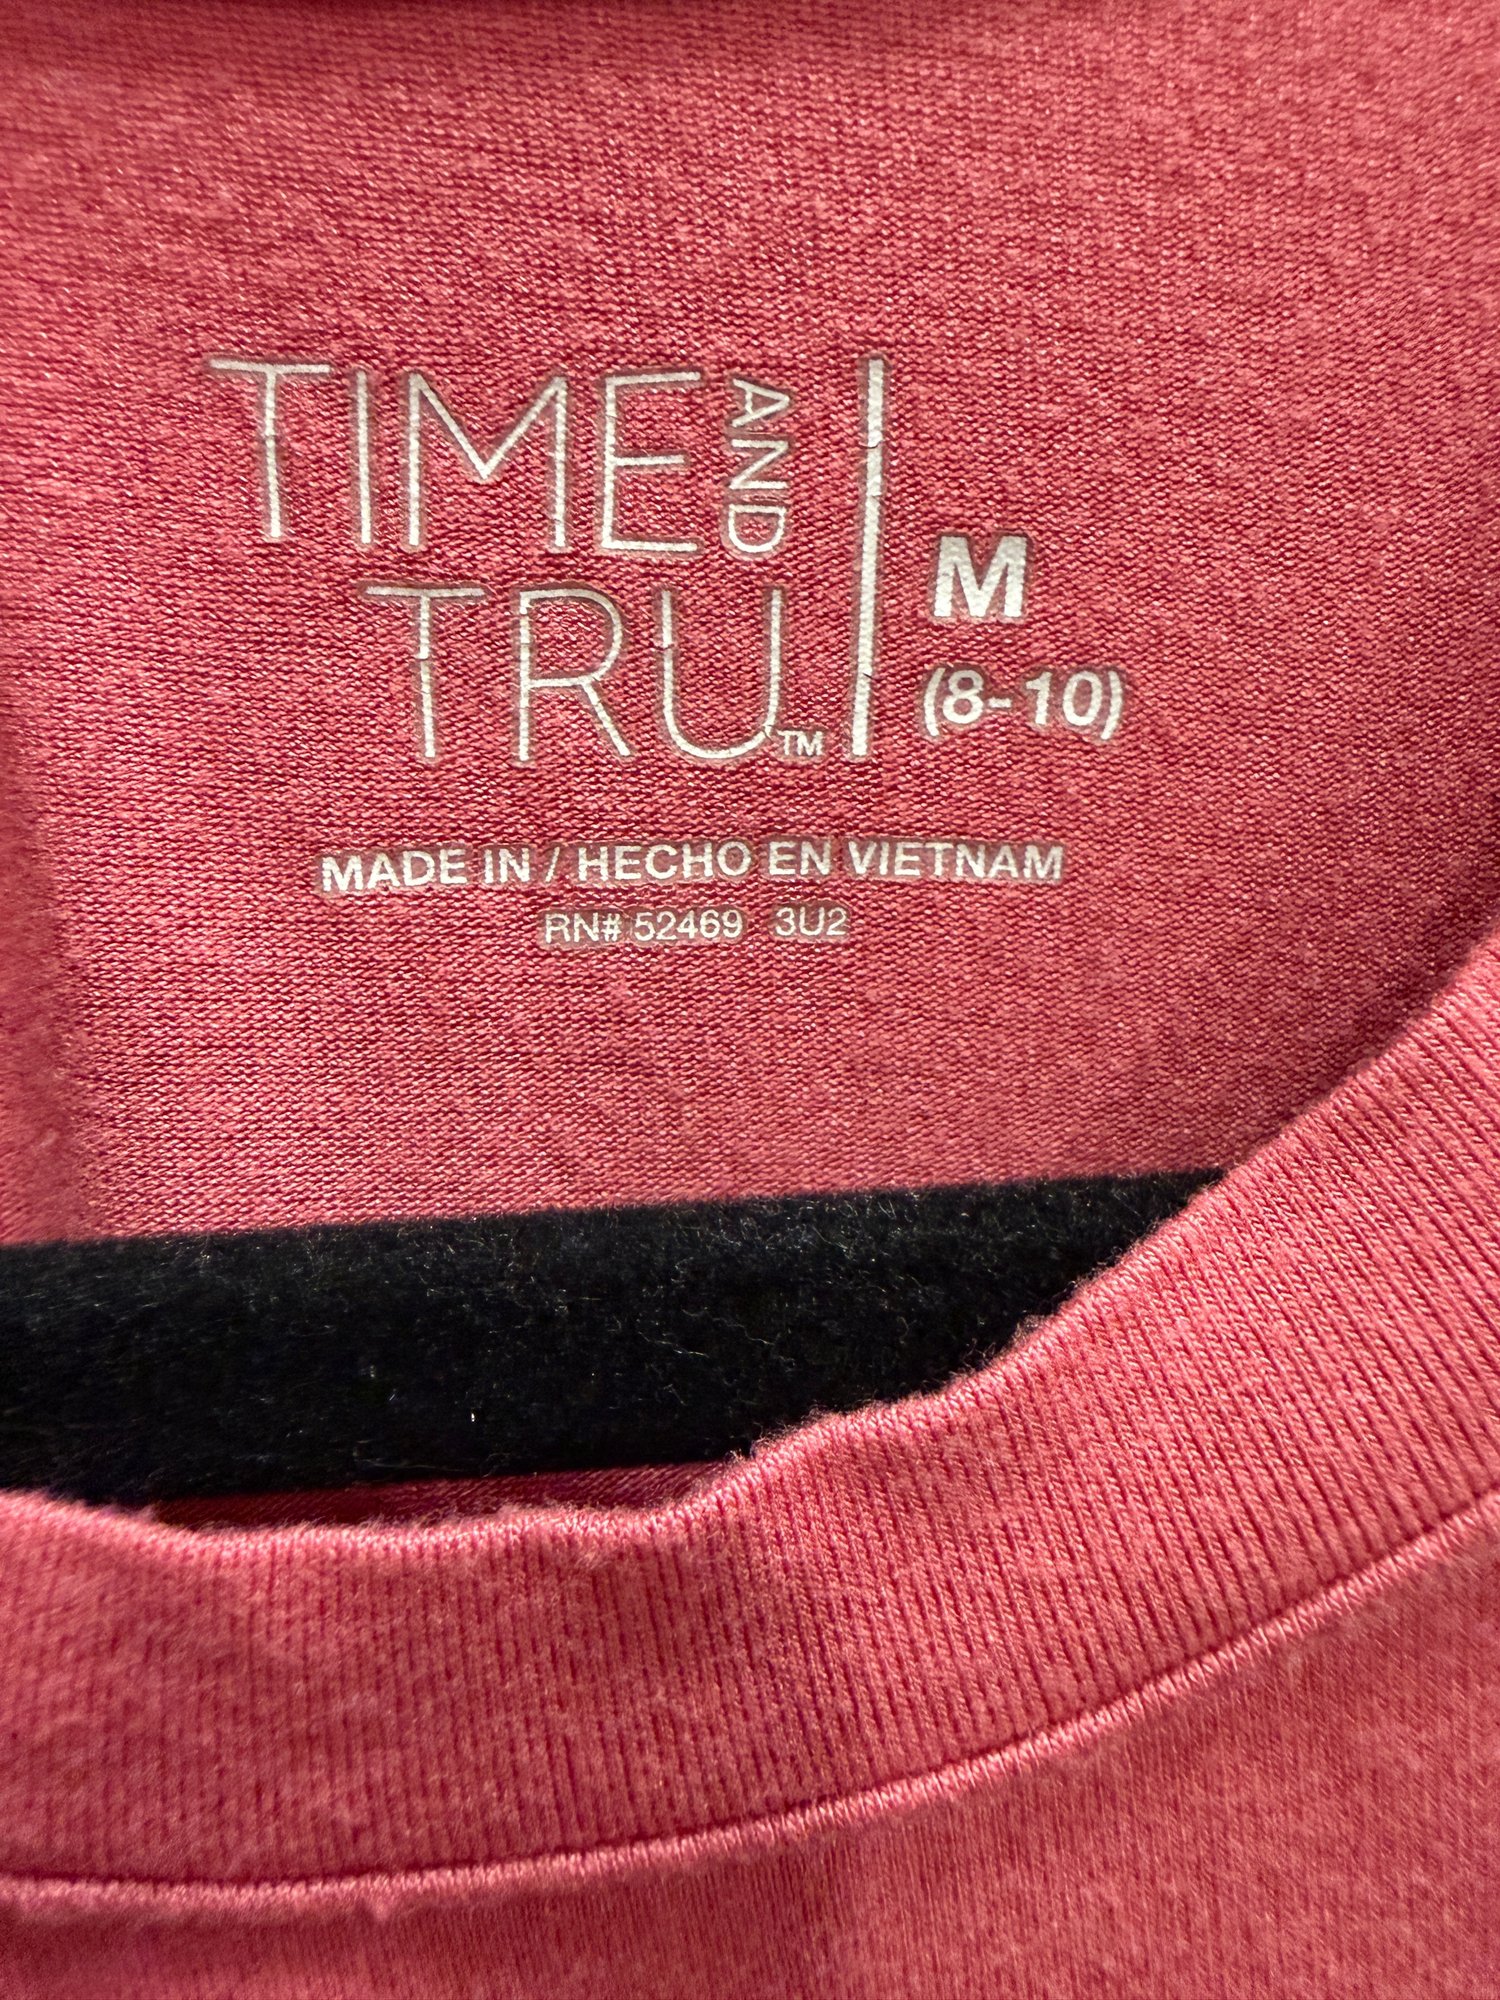 TIME AND
TRU™
M
(8-10)
MADE IN / HECHO EN VIETNAM
RN# 52469 3U2